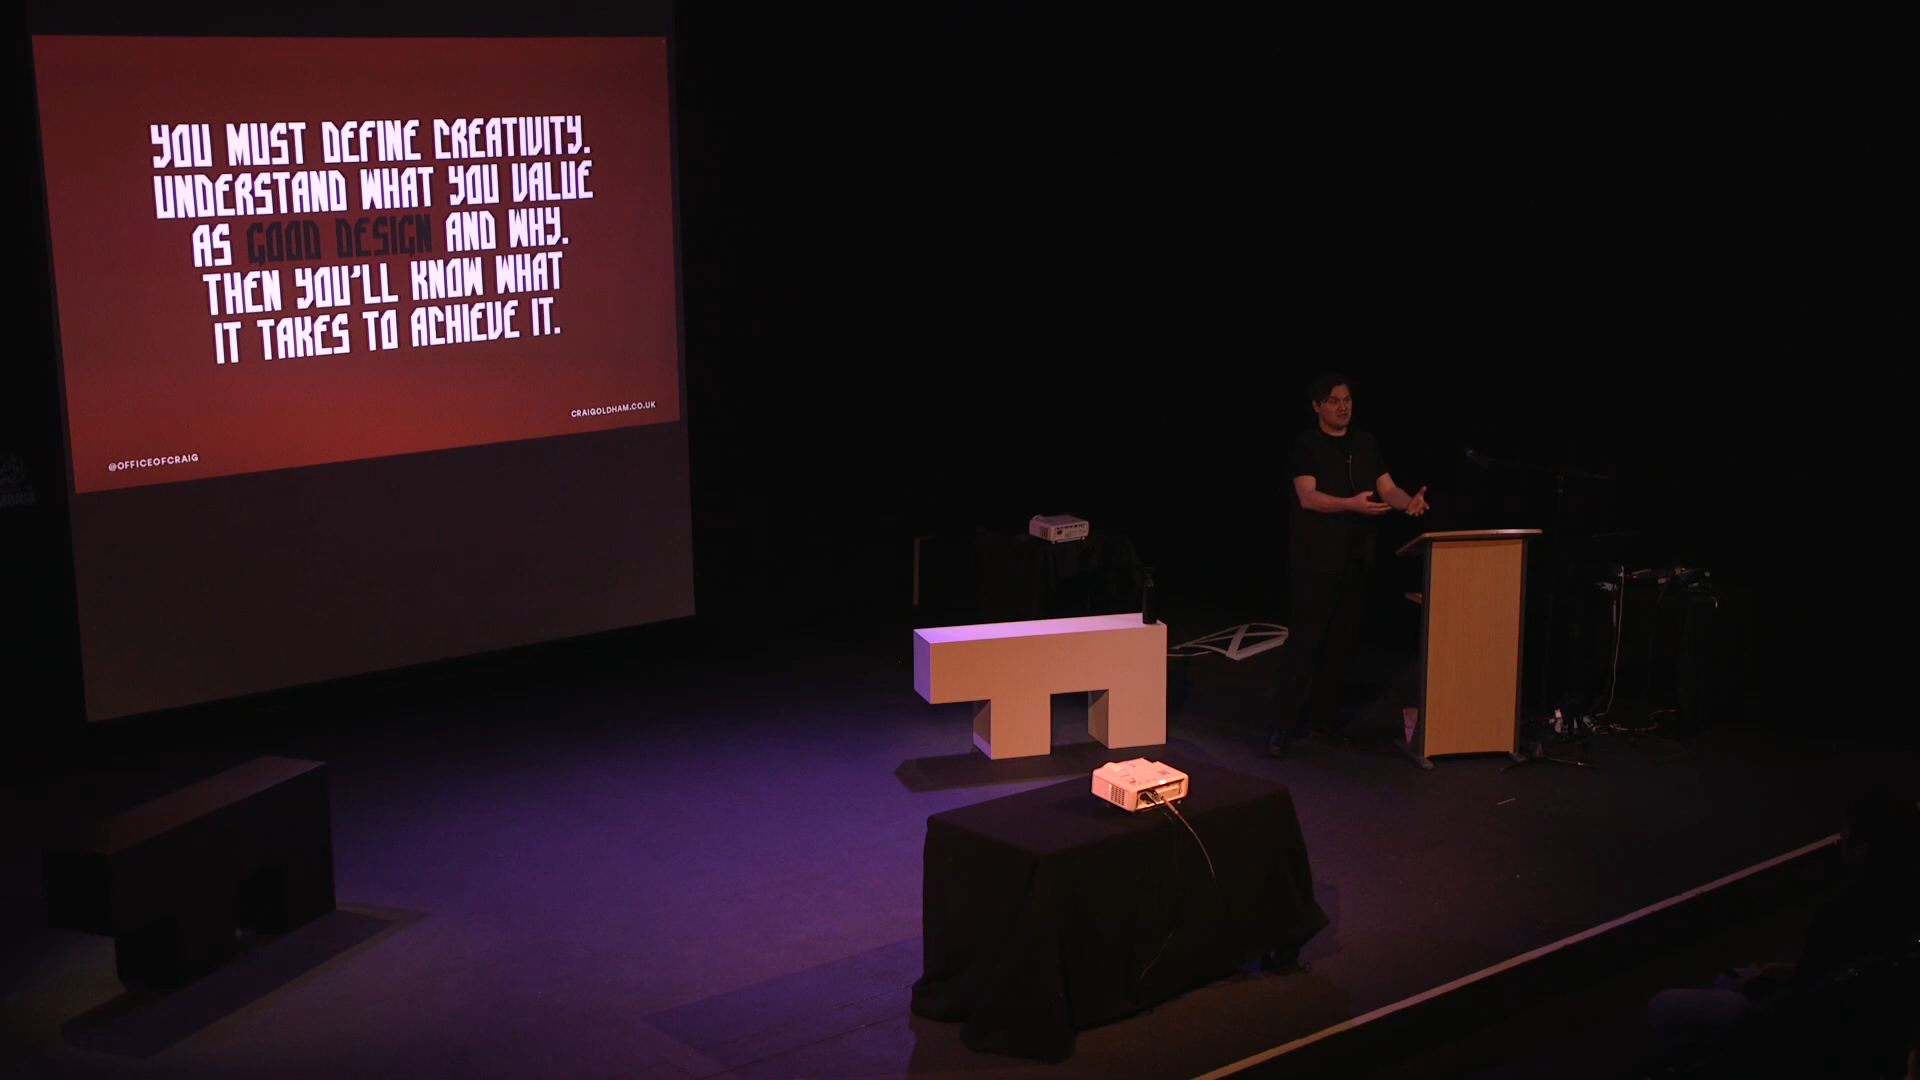 YOU MUST DEFINE CREATIVITY.
UNDERSTAND WHAT YOU VALUE
AS GOOD DESIGN AND WHY.
THEN YOU'LL KNOW WHAT
IT TAKES TO ACHIEVE IT.
CRAIGOLDHAM.CO.UK
@OFFICEOFCRAIG